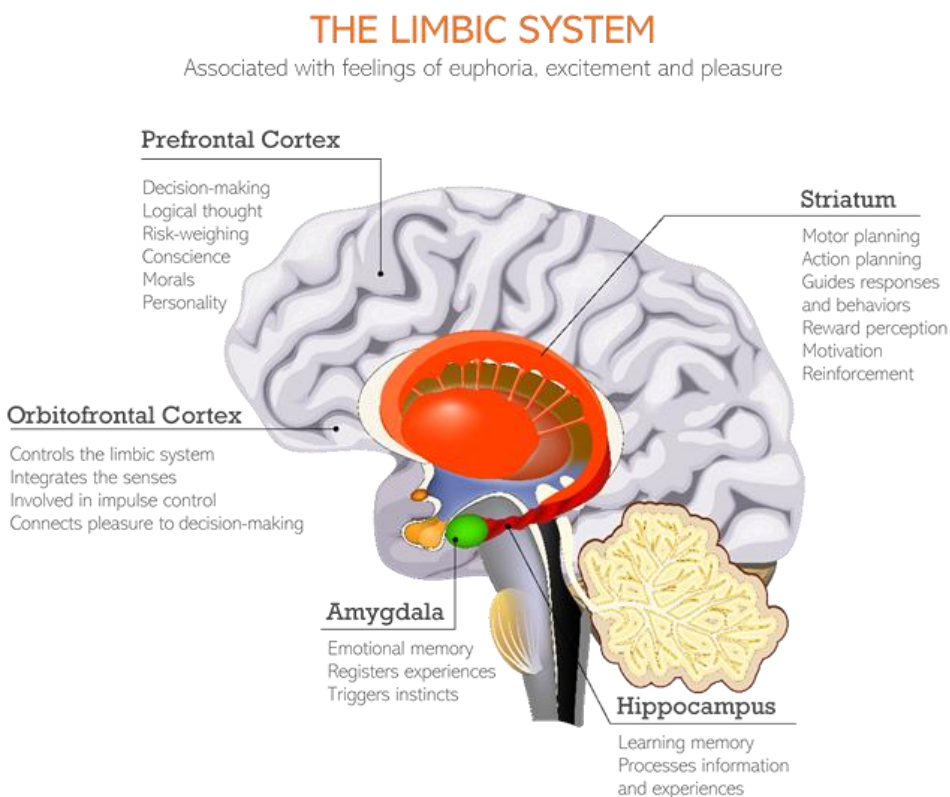 THE LIMBIC SYSTEM
Associated with feelings of euphoria, excitement and pleasure
Prefrontal Cortex
Decision-making
Logical thought
Risk-weighing
Conscience
Morals
Personality
Striatum
Motor planning
Action planning
Guides responses
and behaviors
Reward perception
Motivation
Reinforcement
Orbitofrontal Cortex
Controls the limbic system
Integrates the senses
Involved in impulse control
Connects pleasure to decision-making
Amygdala
Emotional memory
Registers experiences
Triggers instincts
Hippocampus
Learning memory
Processes information
and experiences